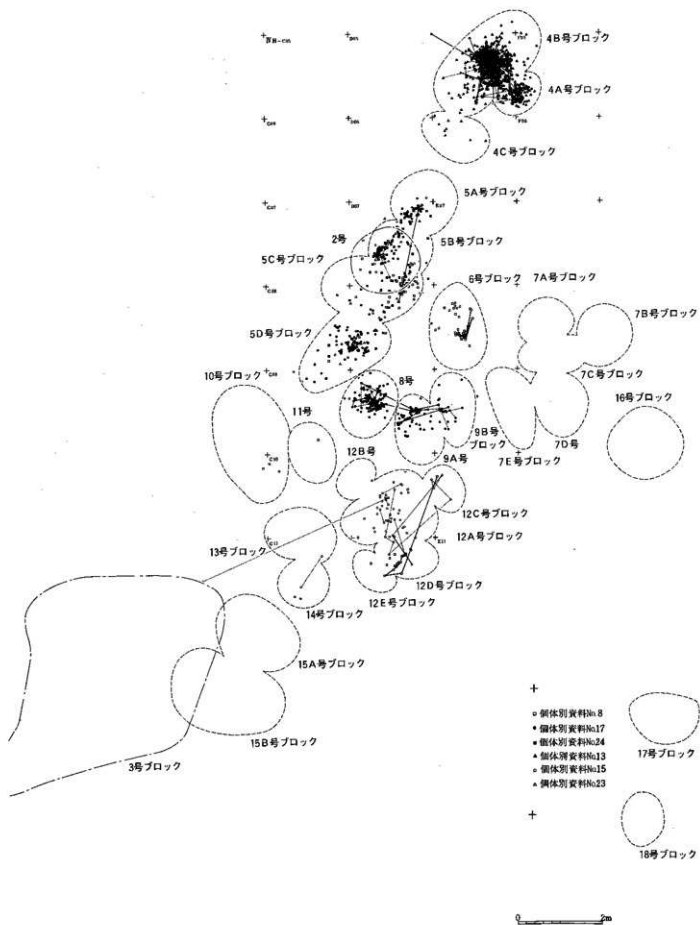 4B号ブロック
4A号ブロック
4C号ブロック
5A号ブロック
2号
5B号ブロック
5C号ブロック
6号ブロック
7A号ブロック
7B号ブロック
5D号ブロック
10号ブロック
8号
7C号ブロック
11号
16号ブロック
9B号
ブロック
7D号
12B号
9A号
7E号ブロック
12C号ブロック
13号ブロック
12A号ブロック
12D号ブロック
12E号ブロック
14号ブロック
15A号ブロック
個体別資料No.8
個体別資料No.17
個体別資料No.24
個体別資料No.13
個体別資料No.15
個体別資料No.23
15B号ブロック
17号ブロック
3号ブロック
18号ブロック
0 2m